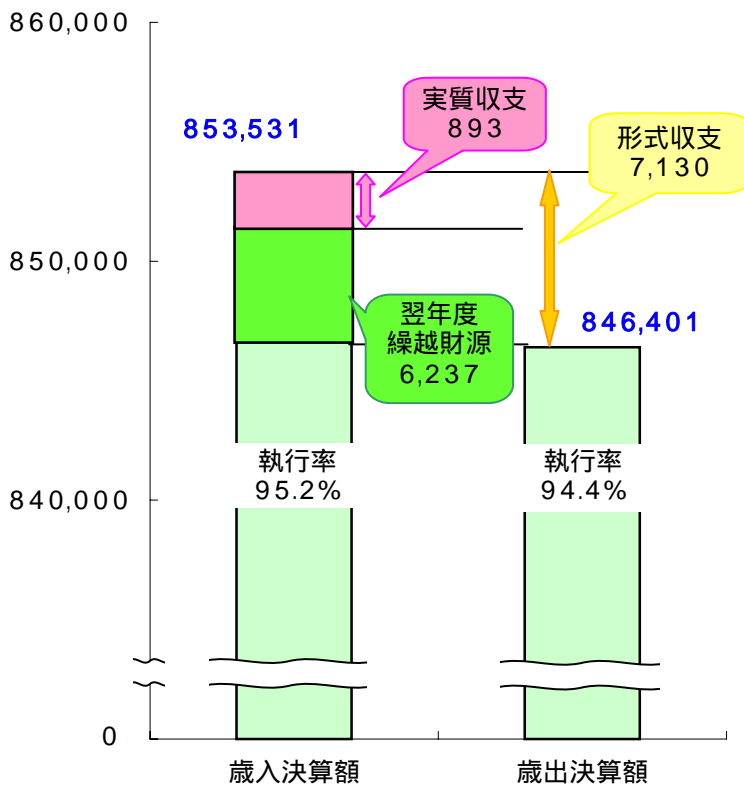 860,000
実質収支
893
853,531
形式収支
7,130
850,000
翌年度
繰越財源
6,237
846,401
執行率
95.2%
執行率
94.4%
840,000
0
歳入決算額
歳出決算額